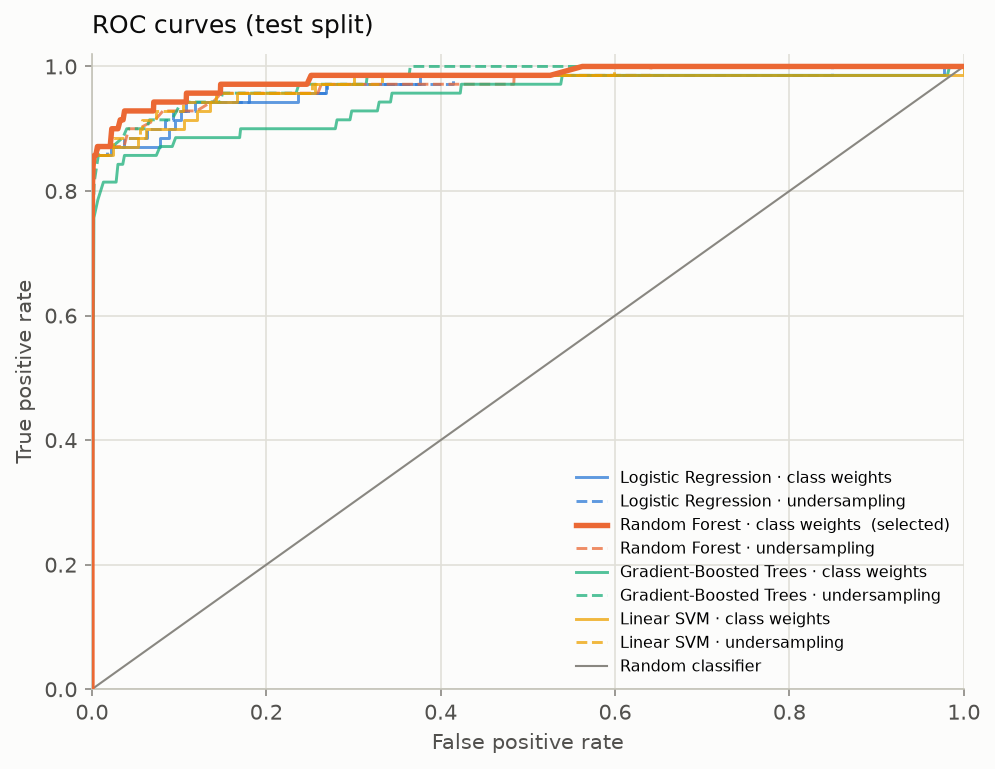 ROC curves (test split)
1.0
0.8
0.6
0.4
0.2
0.0
True positive rate
Logistic Regression · class weights
Logistic Regression · undersampling
Random Forest · class weights  (selected)
Random Forest · undersampling
Gradient-Boosted Trees · class weights
Gradient-Boosted Trees · undersampling
Linear SVM · class weights
Linear SVM · undersampling
Random classifier
0.0 0.2 0.4 0.6 0.8 1.0
False positive rate